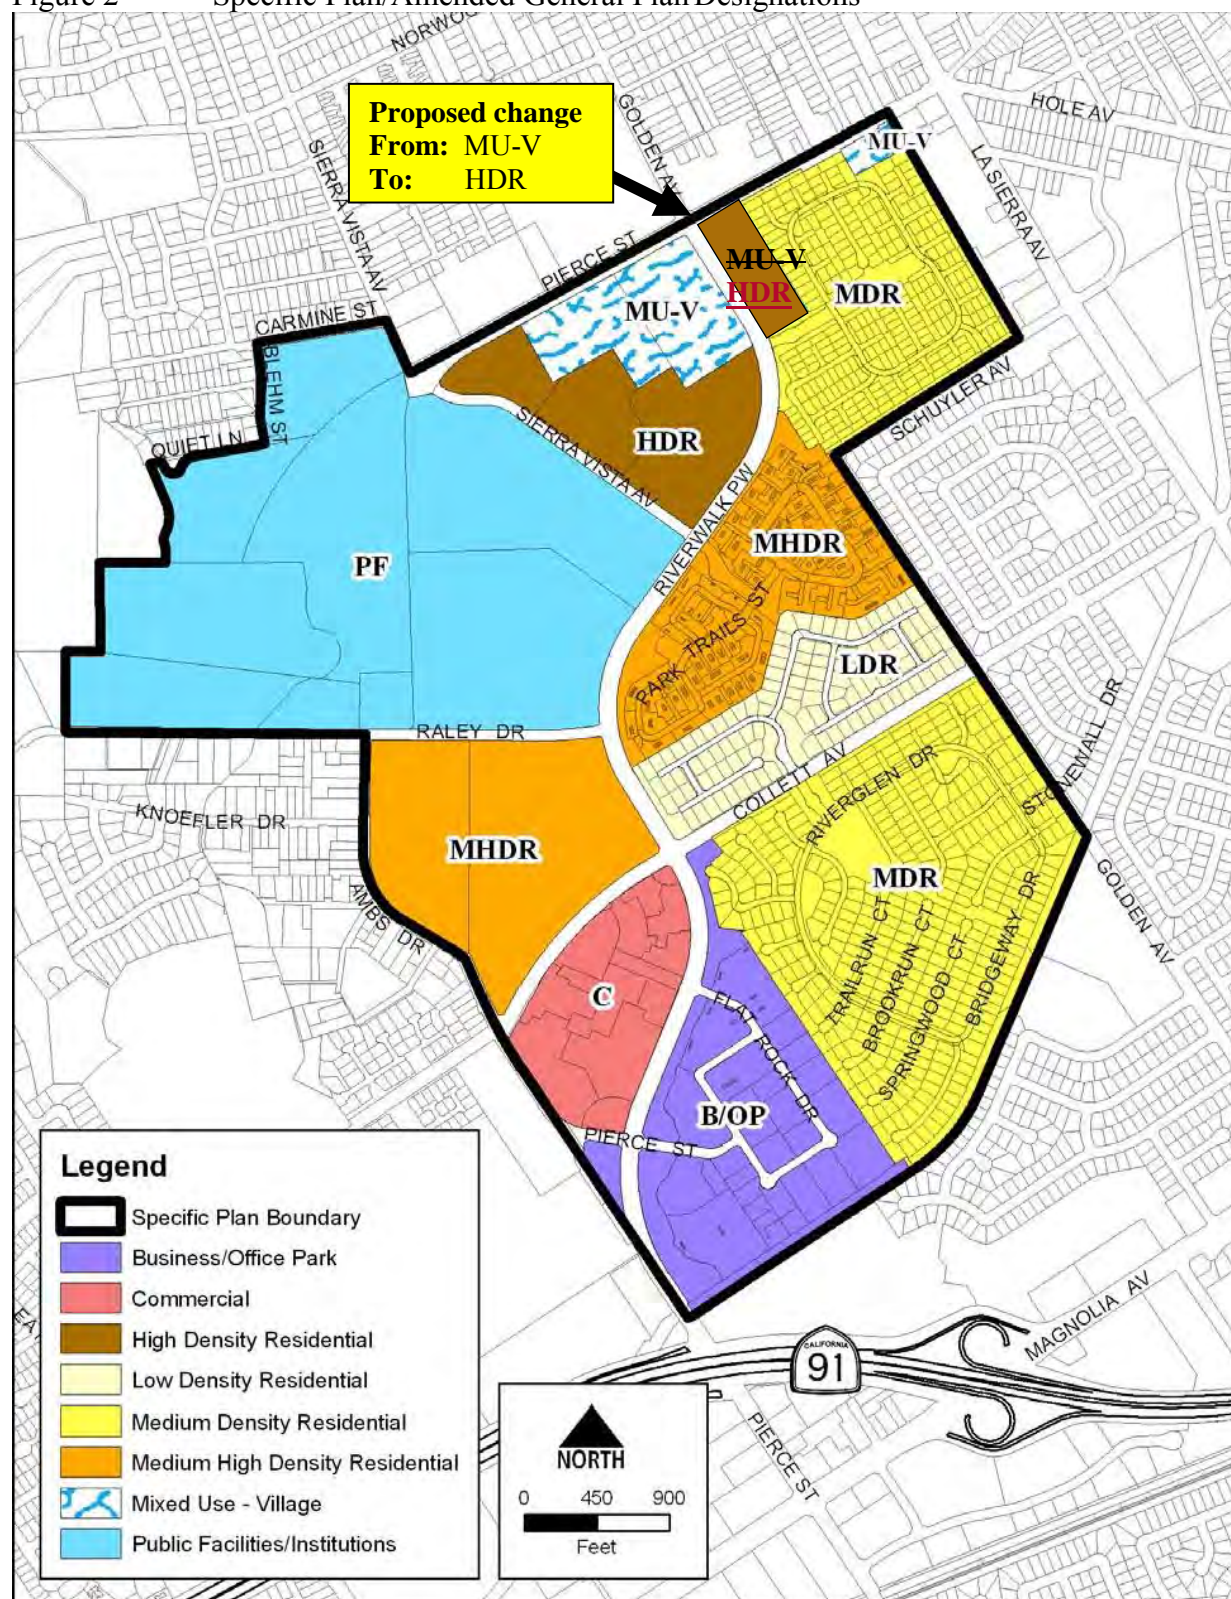 Figure 2 Specific Plan/Amended General Plan Designations
NORWOO
Proposed change
From: MU-V
To: HDR
GOLDEN AV
HOLE AV
MU-V
LA SIERRA AV
SIERRA VISTA AV
PIERCE ST
MU-V
HDR
MDR
MU-V
CARMINE ST
BLEHM ST
QUIET LN
SCHUYLER AV
SIERRA VISTA AV
HDR
RIVERWALK PW
MHDR
PF
PARK TRAILS ST
LDR
RALEY DR
COLLETT AV
RIVERGLEN DR
STONEWALL DR
KNOEFLER DR
MHDR
MDR
GOLDEN AV
AMBS DR
TRAILRUN CT
BROOKRUN CT
SPRINGWOOD CT
BRIDGEWAY DR
C
FLAT ROCK DR
B/OP
PIERCE ST
Legend
Specific Plan Boundary
Business/Office Park
Commercial
High Density Residential
Low Density Residential
Medium Density Residential
Medium High Density Residential
Mixed Use - Village
Public Facilities/Institutions
NORTH
0 450 900
Feet
CALIFORNIA
91
MAGNOLIA AV
PIERCE ST